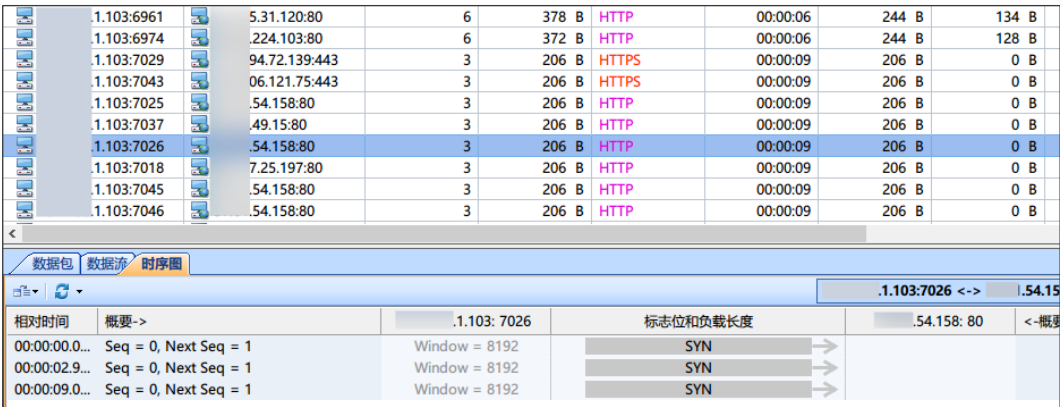 .1.103:6961 5.31.120:80 6 378 B HTTP 00:00:06 244 B 134 B
.1.103:6974 .224.103:80 6 372 B HTTP 00:00:06 244 B 128 B
.1.103:7029 94.72.139:443 3 206 B HTTPS 00:00:09 206 B 0 B
.1.103:7043 06.121.75:443 3 206 B HTTPS 00:00:09 206 B 0 B
.1.103:7025 .54.158:80 3 206 B HTTP 00:00:09 206 B 0 B
.1.103:7037 .49.15:80 3 206 B HTTP 00:00:09 206 B 0 B
.1.103:7026 .54.158:80 3 206 B HTTP 00:00:09 206 B 0 B
.1.103:7018 7.25.197:80 3 206 B HTTP 00:00:09 206 B 0 B
.1.103:7045 .54.158:80 3 206 B HTTP 00:00:09 206 B 0 B
.1.103:7046 .54.158:80 3 206 B HTTP 00:00:09 206 B 0 B
数据包 数据流 时序图
.1.103:7026 <-> .54.15
相对时间 概要-> .1.103: 7026 标志位和负载长度 .54.158: 80 <-概要
00:00:00.0... Seq = 0, Next Seq = 1 Window = 8192 SYN
00:00:02.9... Seq = 0, Next Seq = 1 Window = 8192 SYN
00:00:09.0... Seq = 0, Next Seq = 1 Window = 8192 SYN